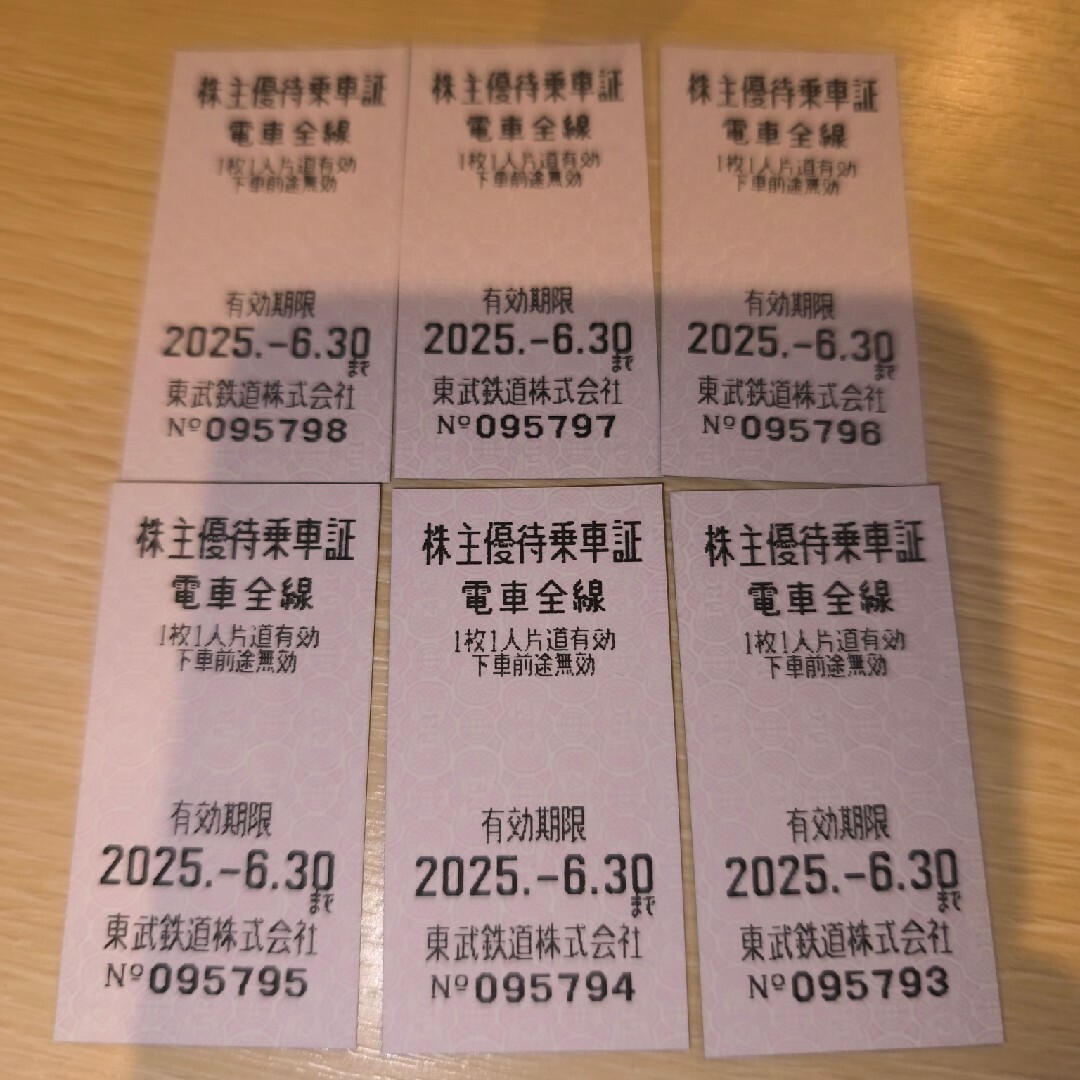 株主優待乗車証
電車全線
1枚1人片道有効
下車前途無効
有効期限
2025.-6.30
まで
東武鉄道株式会社
Nº095798
株主優待乗車証
電車全線
1枚1人片道有効
下車前途無効
有効期限
2025.-6.30
まで
東武鉄道株式会社
Nº095797
株主優待乗車証
電車全線
1枚1人片道有効
下車前途無効
有効期限
2025.-6.30
まで
東武鉄道株式会社
Nº095796
株主優待乗車証
電車全線
1枚1人片道有効
下車前途無効
有効期限
2025.-6.30
まで
東武鉄道株式会社
Nº095795
株主優待乗車証
電車全線
1枚1人片道有効
下車前途無効
有効期限
2025.-6.30
まで
東武鉄道株式会社
Nº095794
株主優待乗車証
電車全線
1枚1人片道有効
下車前途無効
有効期限
2025.-6.30
まで
東武鉄道株式会社
Nº095793